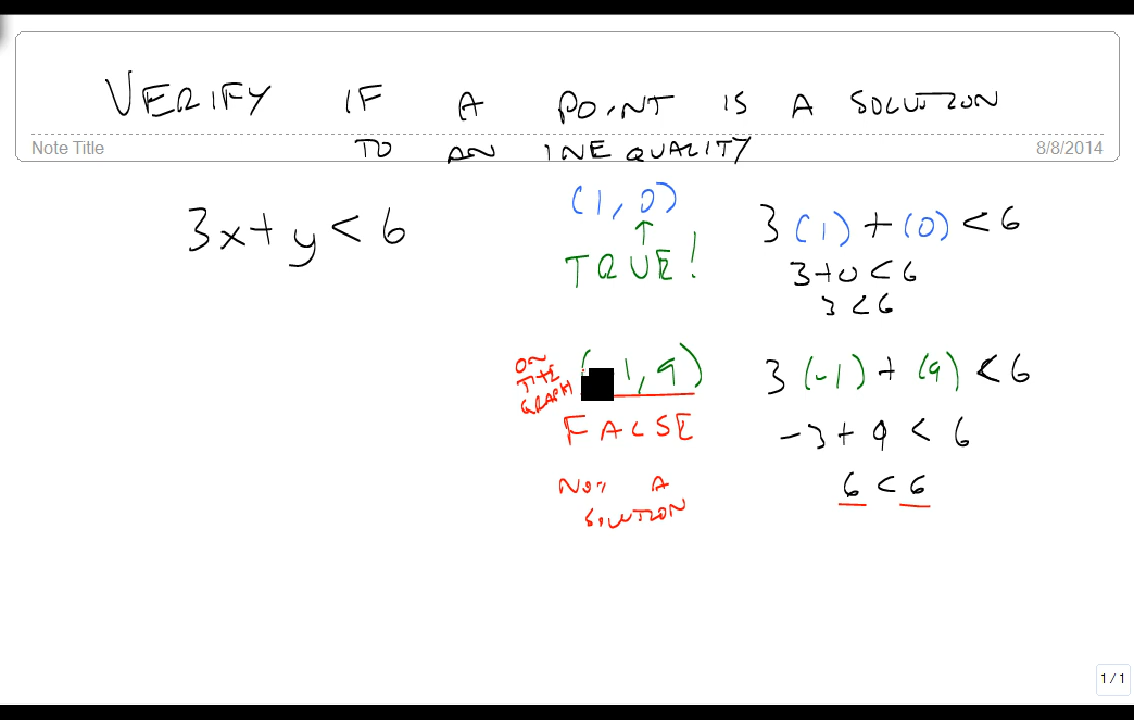 VERIFY IF A POINT IS A SOLUTION
Note Title TO AN INEQUALITY 8/8/2014
3x + y < 6
(1, 0)
TRUE!
3(1) + (0) < 6
3+0 < 6
3 < 6
ON
THE
GRAPH
( 1, 9)
FALSE
NOT A
SOLUTION
3(-1) + (9) < 6
-3 + 9 < 6
6 < 6
1/1